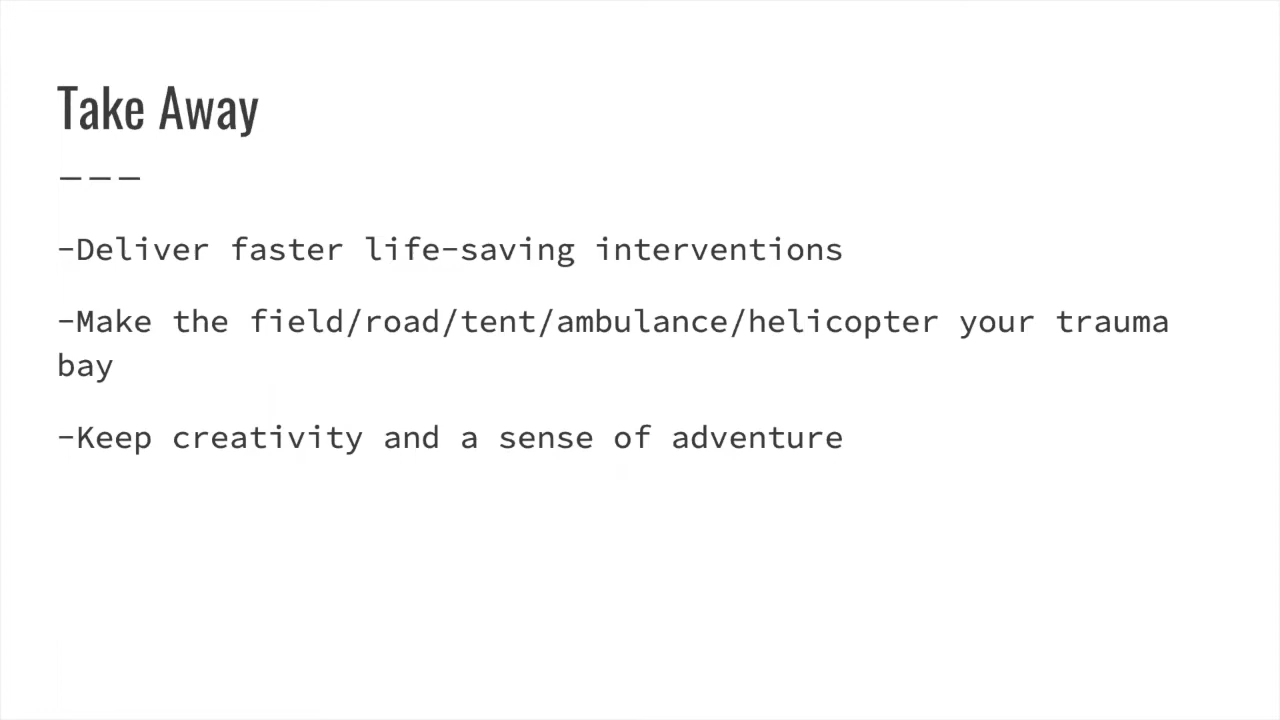 Take Away
———
-Deliver faster life-saving interventions
-Make the field/road/tent/ambulance/helicopter your trauma
bay
-Keep creativity and a sense of adventure